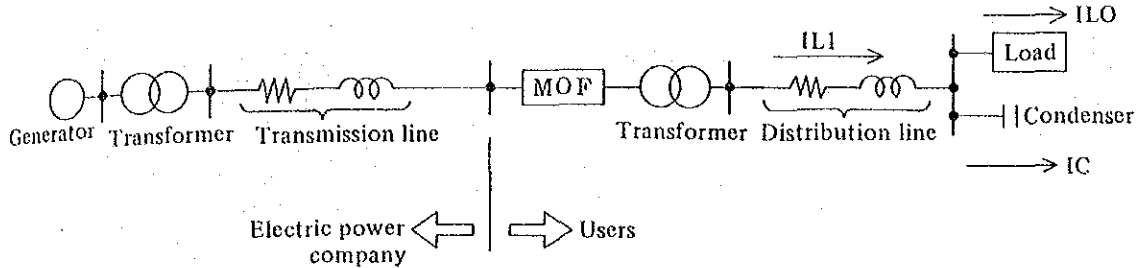 ILO
IL1
Load
MOF
Generator
Transformer
Transmission line
Transformer
Distribution line
Condenser
IC
Electric power
company
Users